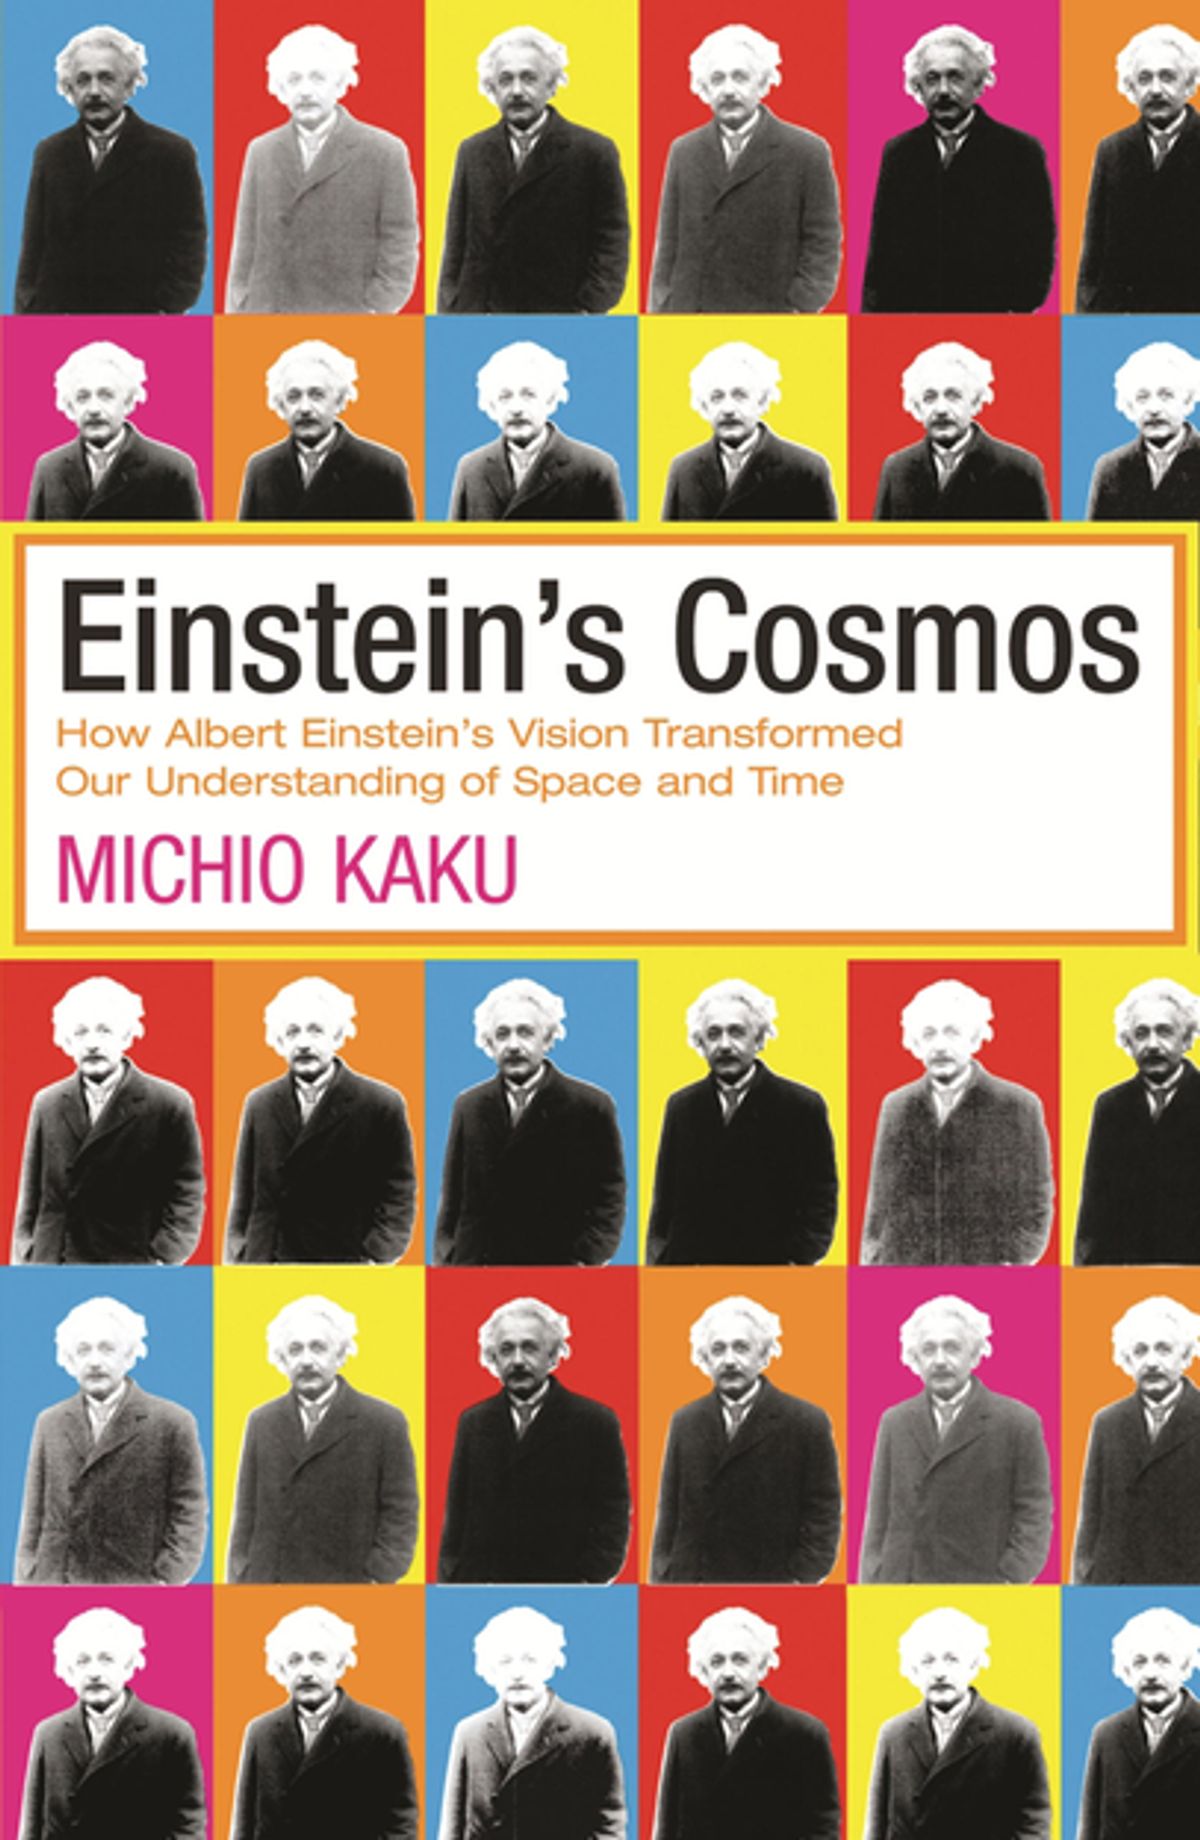 Einstein’s Cosmos
How Albert Einstein’s Vision Transformed
Our Understanding of Space and Time
MICHIO KAKU